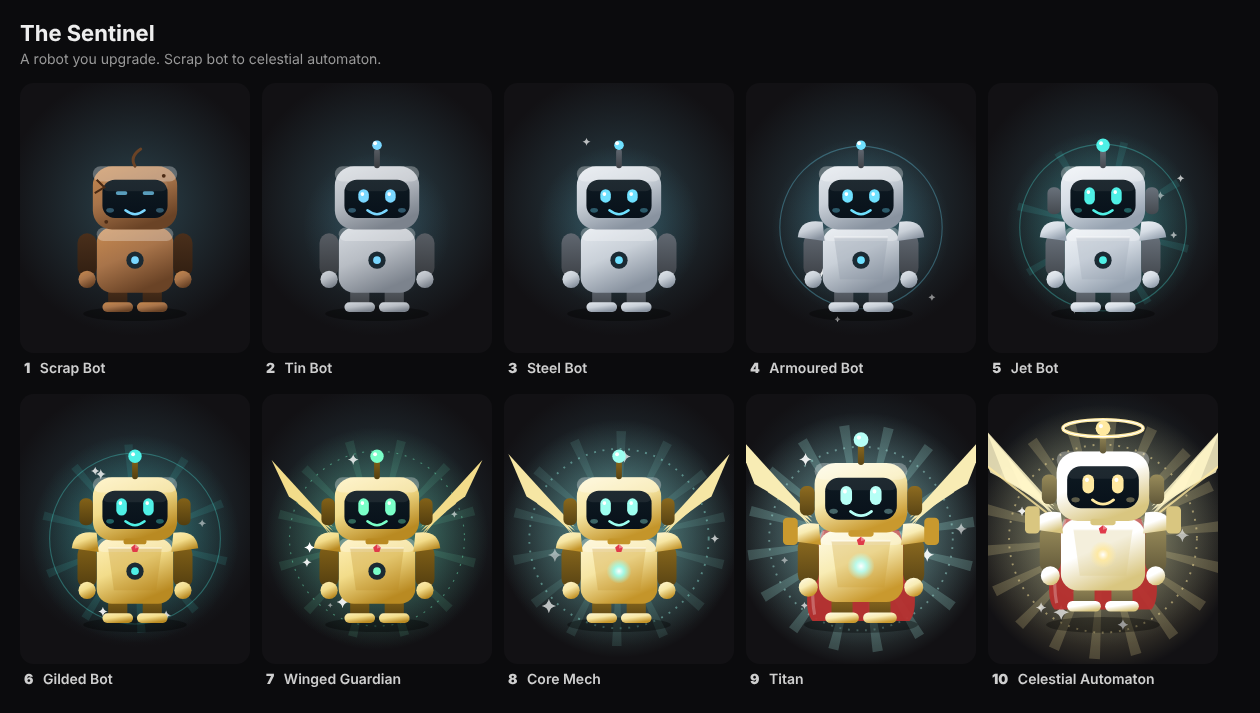 The Sentinel
A robot you upgrade. Scrap bot to celestial automaton.
1 Scrap Bot
2 Tin Bot
3 Steel Bot
4 Armoured Bot
5 Jet Bot
6 Gilded Bot
7 Winged Guardian
8 Core Mech
9 Titan
10 Celestial Automaton